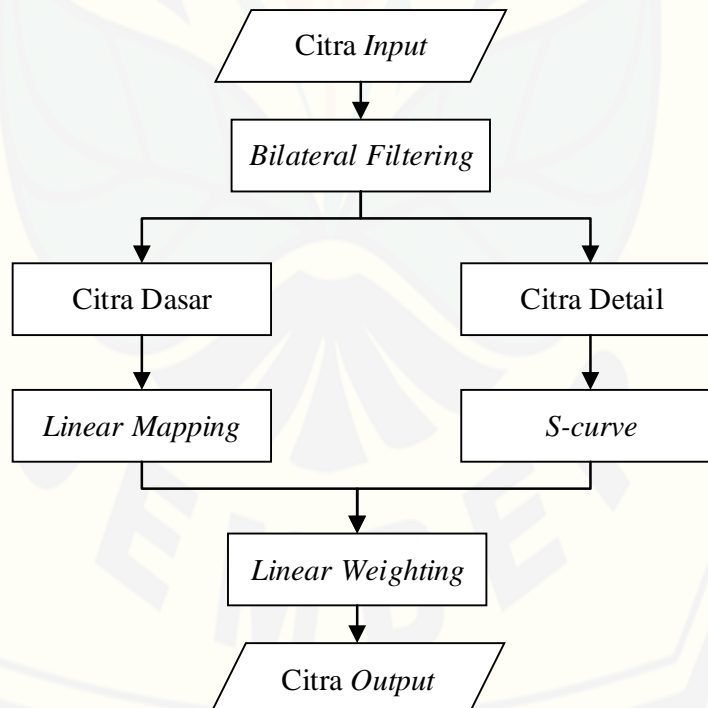 Citra Input
Bilateral Filtering
Citra Dasar
Citra Detail
Linear Mapping
S-curve
Linear Weighting
Citra Output